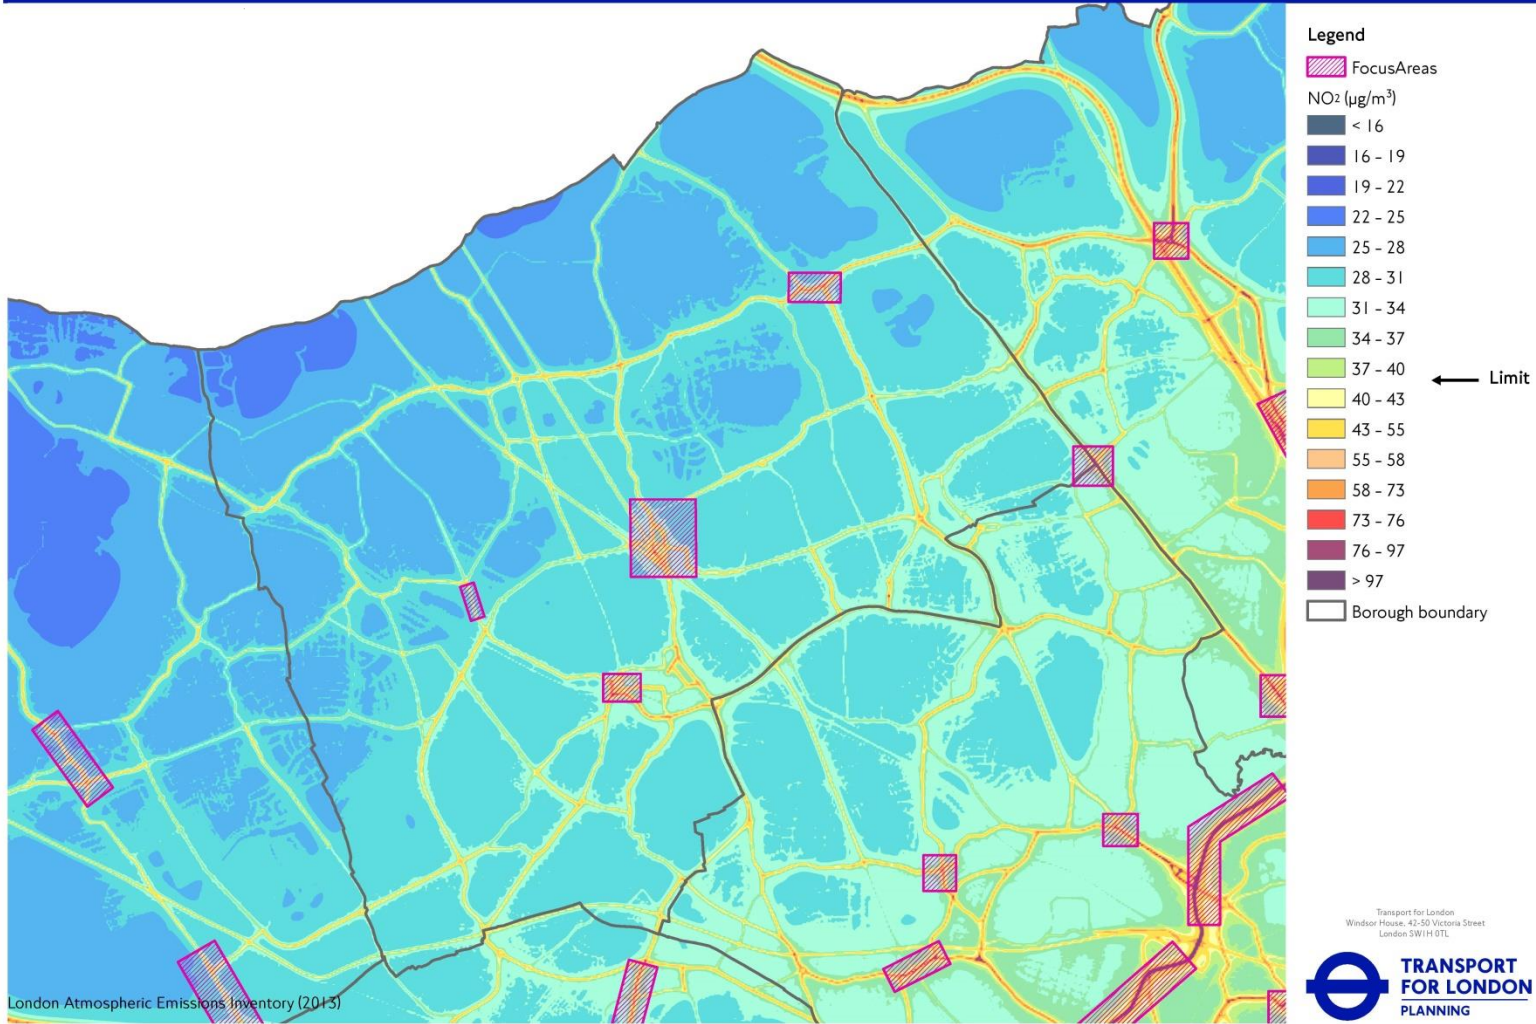 Legend
FocusAreas
NO2 (µg/m³)
< 16
16 - 19
19 - 22
22 - 25
25 - 28
28 - 31
31 - 34
34 - 37
37 - 40
Limit
40 - 43
43 - 55
55 - 58
58 - 73
73 - 76
76 - 97
> 97
Borough boundary
Transport for London
Windsor House, 42-50 Victoria Street
London SW1H 0TL
TRANSPORT
FOR LONDON
PLANNING
London Atmospheric Emissions Inventory (2013)